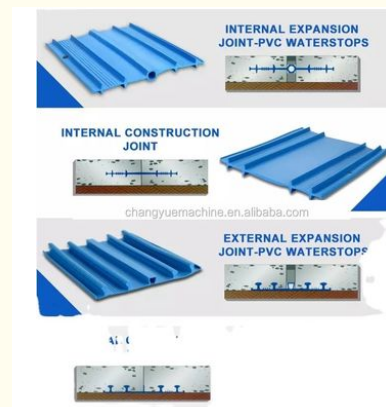 INTERNAL EXPANSION
JOINT-PVC WATERSTOPS
INTERNAL CONSTRUCTION
JOINT
changyuemachine.en.alibaba.com
EXTERNAL EXPANSION
JOINT-PVC WATERSTOPS